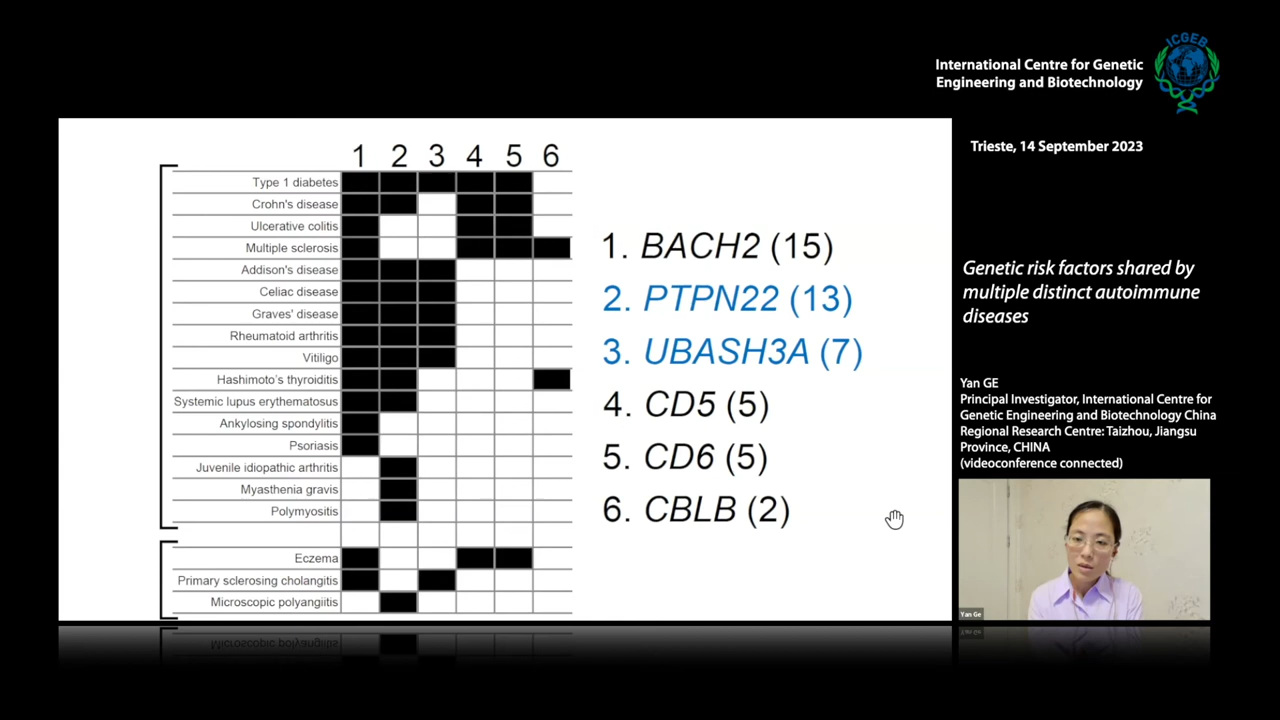 ICGEB
International Centre for Genetic
Engineering and Biotechnology
Trieste, 14 September 2023
1 2 3 4 5 6
Type 1 diabetes
Crohn's disease
Ulcerative colitis
Multiple sclerosis
Addison's disease
Celiac disease
Graves' disease
Rheumatoid arthritis
Vitiligo
Hashimoto's thyroiditis
Systemic lupus erythematosus
Ankylosing spondylitis
Psoriasis
Juvenile idiopathic arthritis
Myasthenia gravis
Polymyositis
Eczema
Primary sclerosing cholangitis
Microscopic polyangiitis
1. BACH2 (15)
2. PTPN22 (13)
3. UBASH3A (7)
4. CD5 (5)
5. CD6 (5)
6. CBLB (2)
Genetic risk factors shared by
multiple distinct autoimmune
diseases
Yan GE
Principal Investigator, International Centre for
Genetic Engineering and Biotechnology China
Regional Research Centre: Taizhou, Jiangsu
Province, CHINA
(videoconference connected)
Yan Ge